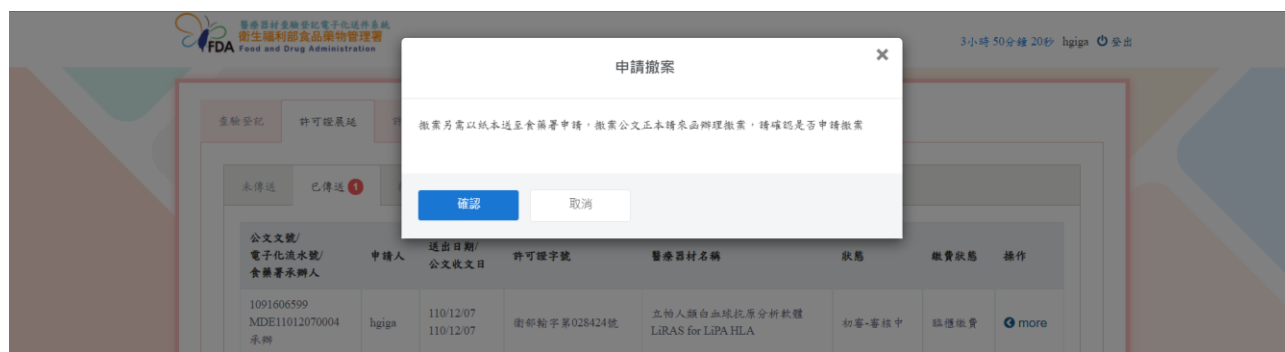 醫療器材查驗登記電子化送件系統
衛生福利部食品藥物管理署
FDA Food and Drug Administration
3小時 50分鐘 20秒 hgiga 登出
申請撤案
查驗登記 許可證展延
撤案另需以紙本送至食藥署申請，撤案公文正本請來函辦理撤案，請確認是否申請撤案
未傳送 已傳送 1
確認 取消
公文文號/
電子化流水號/
食藥署承辦人
申請人
送出日期/
公文收文日
許可證字號
醫療器材名稱
狀態
繳費狀態
操作
1091606599
MDE11012070004
承辦
hgiga
110/12/07
110/12/07
衛部輸字第028424號
立怕人類白血球抗原分析軟體
LiRAS for LiPA HLA
初審-審核中
臨櫃繳費
more